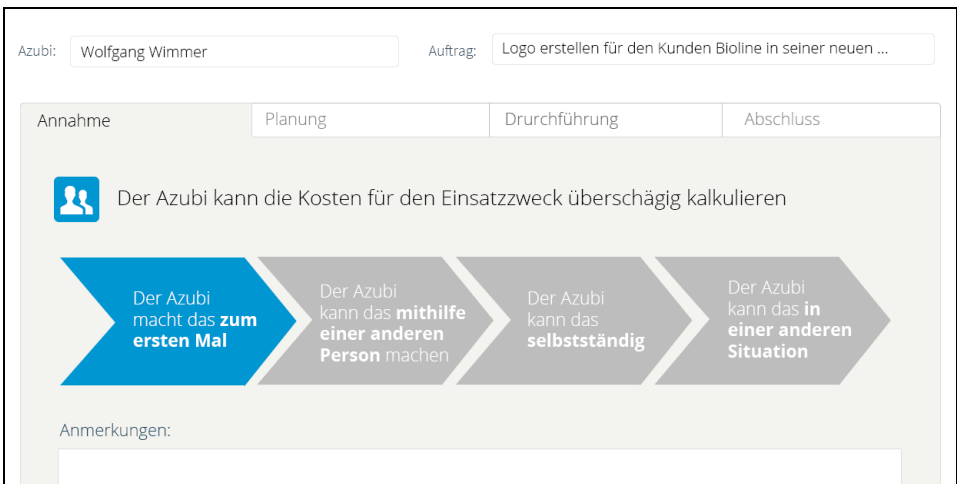 Azubi: Wolfgang Wimmer Auftrag: Logo erstellen für den Kunden Bioline in seiner neuen ...
Annahme Planung Drurchführung Abschluss
Der Azubi kann die Kosten für den Einsatzzweck überschägig kalkulieren
Der Azubi
macht das zum
ersten Mal
Der Azubi
kann das mithilfe
einer anderen
Person machen
Der Azubi
kann das
selbstständig
Der Azubi
kann das in
einer anderen
Situation
Anmerkungen: